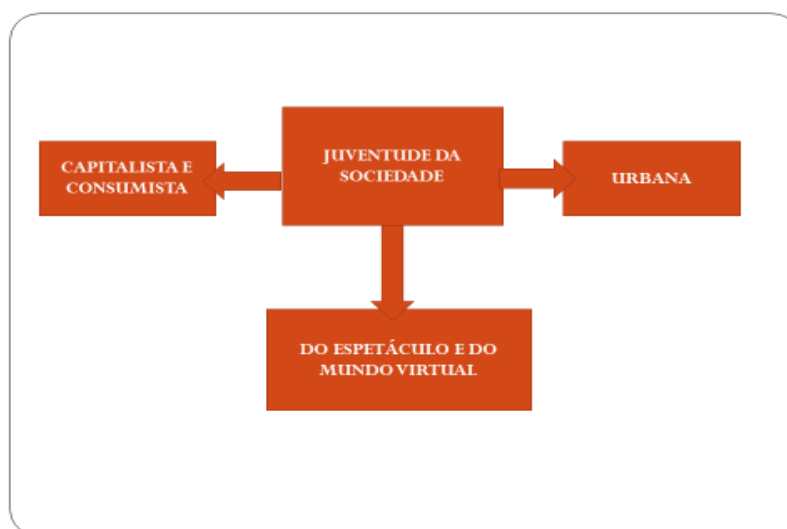 JUVENTUDE DA
SOCIEDADE
CAPITALISTA E
CONSUMISTA
URBANA
DO ESPETÁCULO E DO
MUNDO VIRTUAL